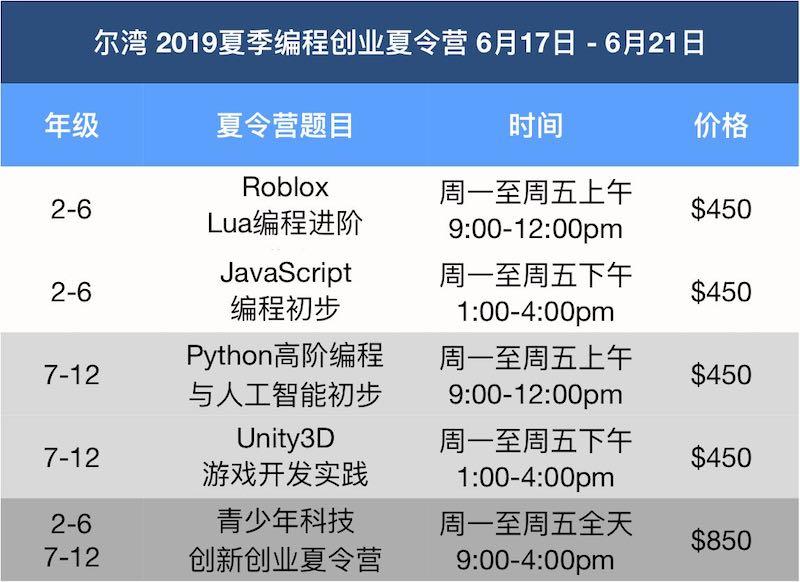 尔湾 2019夏季编程创业夏令营 6月17日 - 6月21日
年级 夏令营题目 时间 价格
2-6
Roblox
Lua编程进阶
周一至周五上午
9:00-12:00pm
$450
2-6
JavaScript
编程初步
周一至周五下午
1:00-4:00pm
$450
7-12
Python高阶编程
与人工智能初步
周一至周五上午
9:00-12:00pm
$450
7-12
Unity3D
游戏开发实践
周一至周五下午
1:00-4:00pm
$450
2-6
7-12
青少年科技
创新创业夏令营
周一至周五全天
9:00-4:00pm
$850